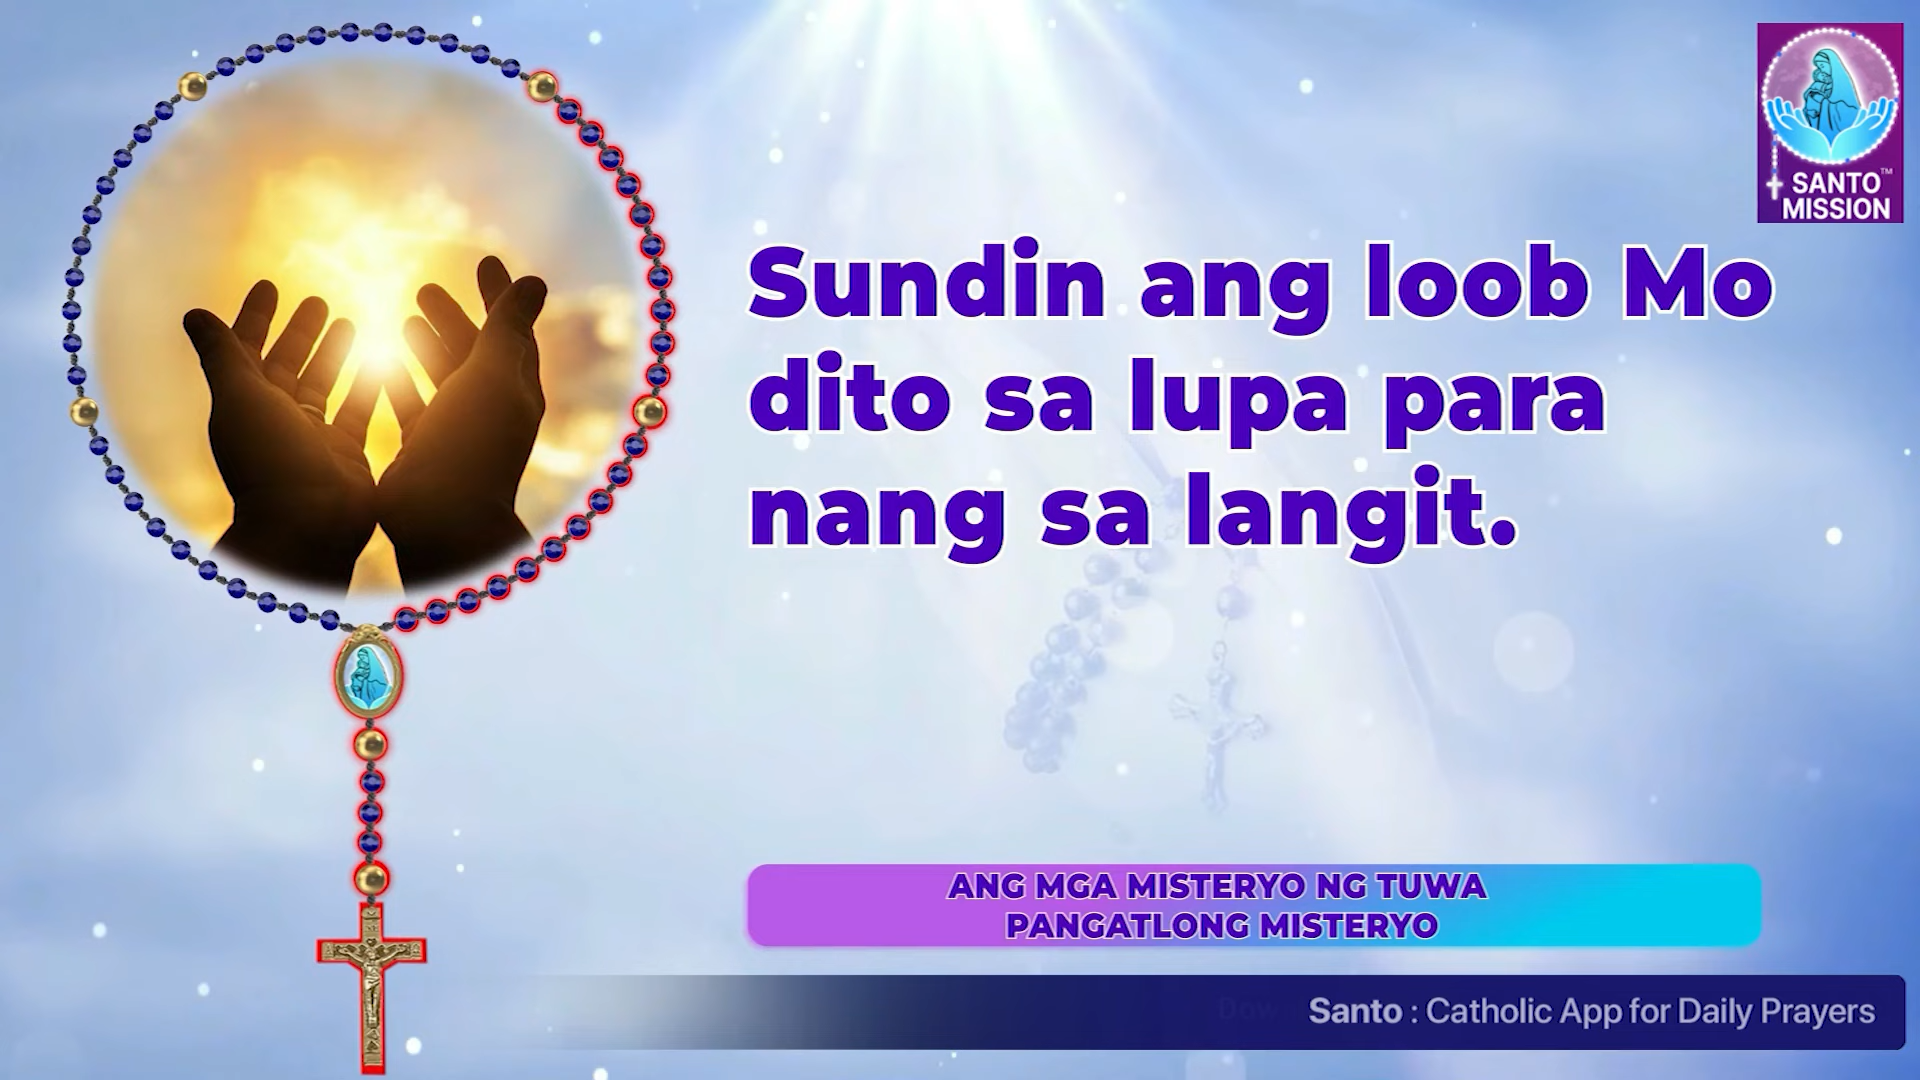 SANTO™
MISSION
Sundin ang loob Mo
dito sa lupa para
nang sa langit.
ANG MGA MISTERYO NG TUWA
PANGATLONG MISTERYO
Santo : Catholic App for Daily Prayers